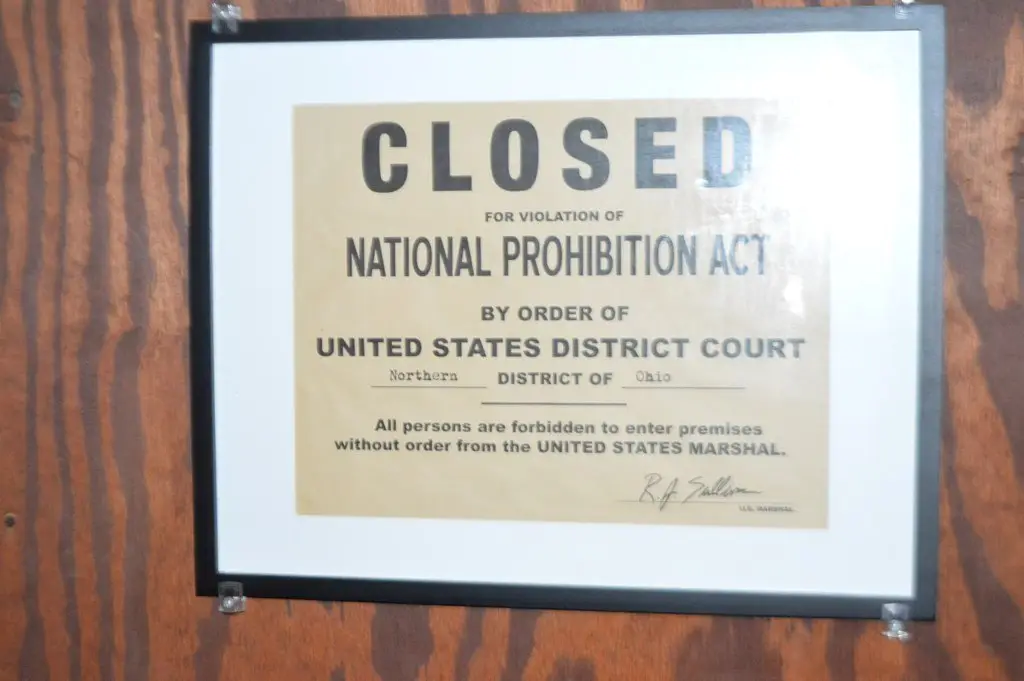 CLOSED
FOR VIOLATION OF
NATIONAL PROHIBITION ACT
BY ORDER OF
UNITED STATES DISTRICT COURT
Northern DISTRICT OF Ohio
All persons are forbidden to enter premises
without order from the UNITED STATES MARSHAL.
R.J. Sullivan
U.S. MARSHAL.